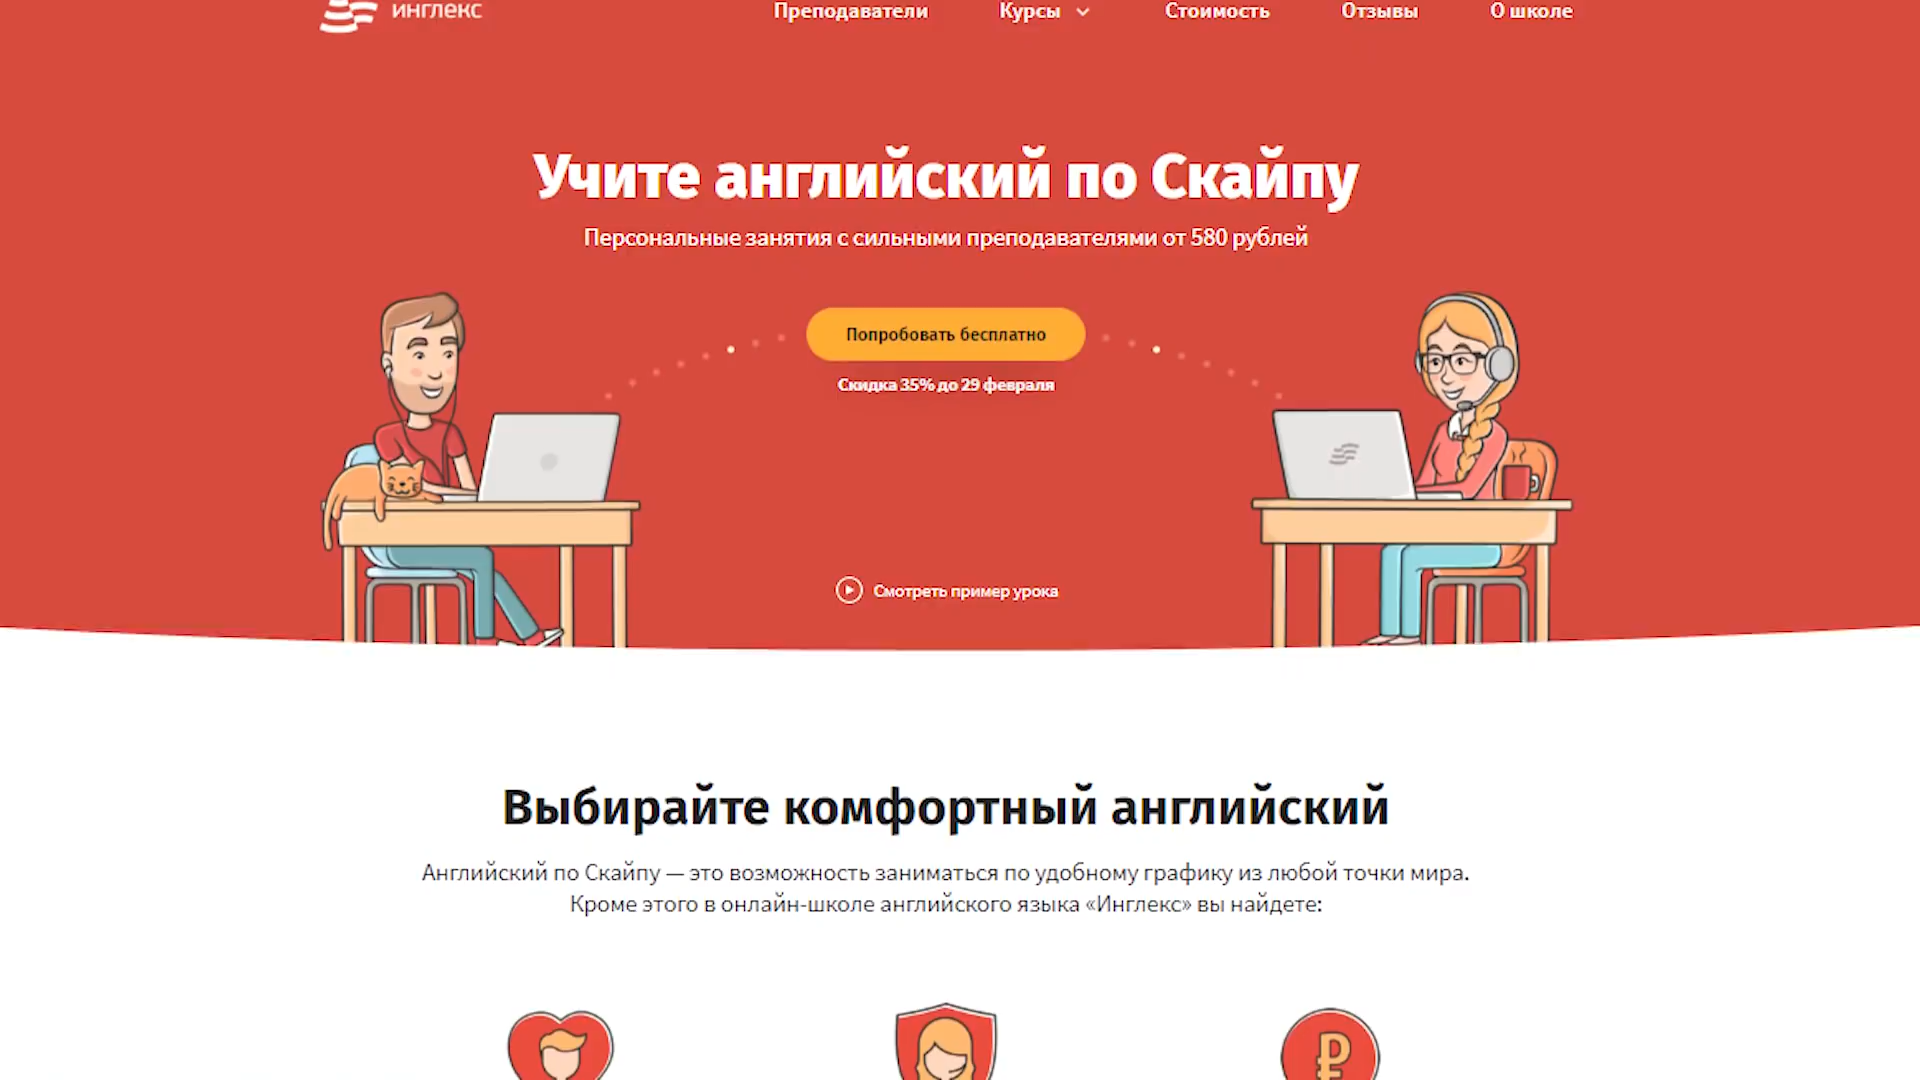 инглекс
Преподаватели
Курсы
Стоимость
Отзывы
О школе
Учите английский по Скайпу
Персональные занятия с сильными преподавателями от 580 рублей
Попробовать бесплатно
Скидка 35% до 29 февраля
Смотреть пример урока
Выбирайте комфортный английский
Английский по Скайпу — это возможность заниматься по удобному графику из любой точки мира.
Кроме этого в онлайн-школе английского языка «Инглекс» вы найдете:
₽